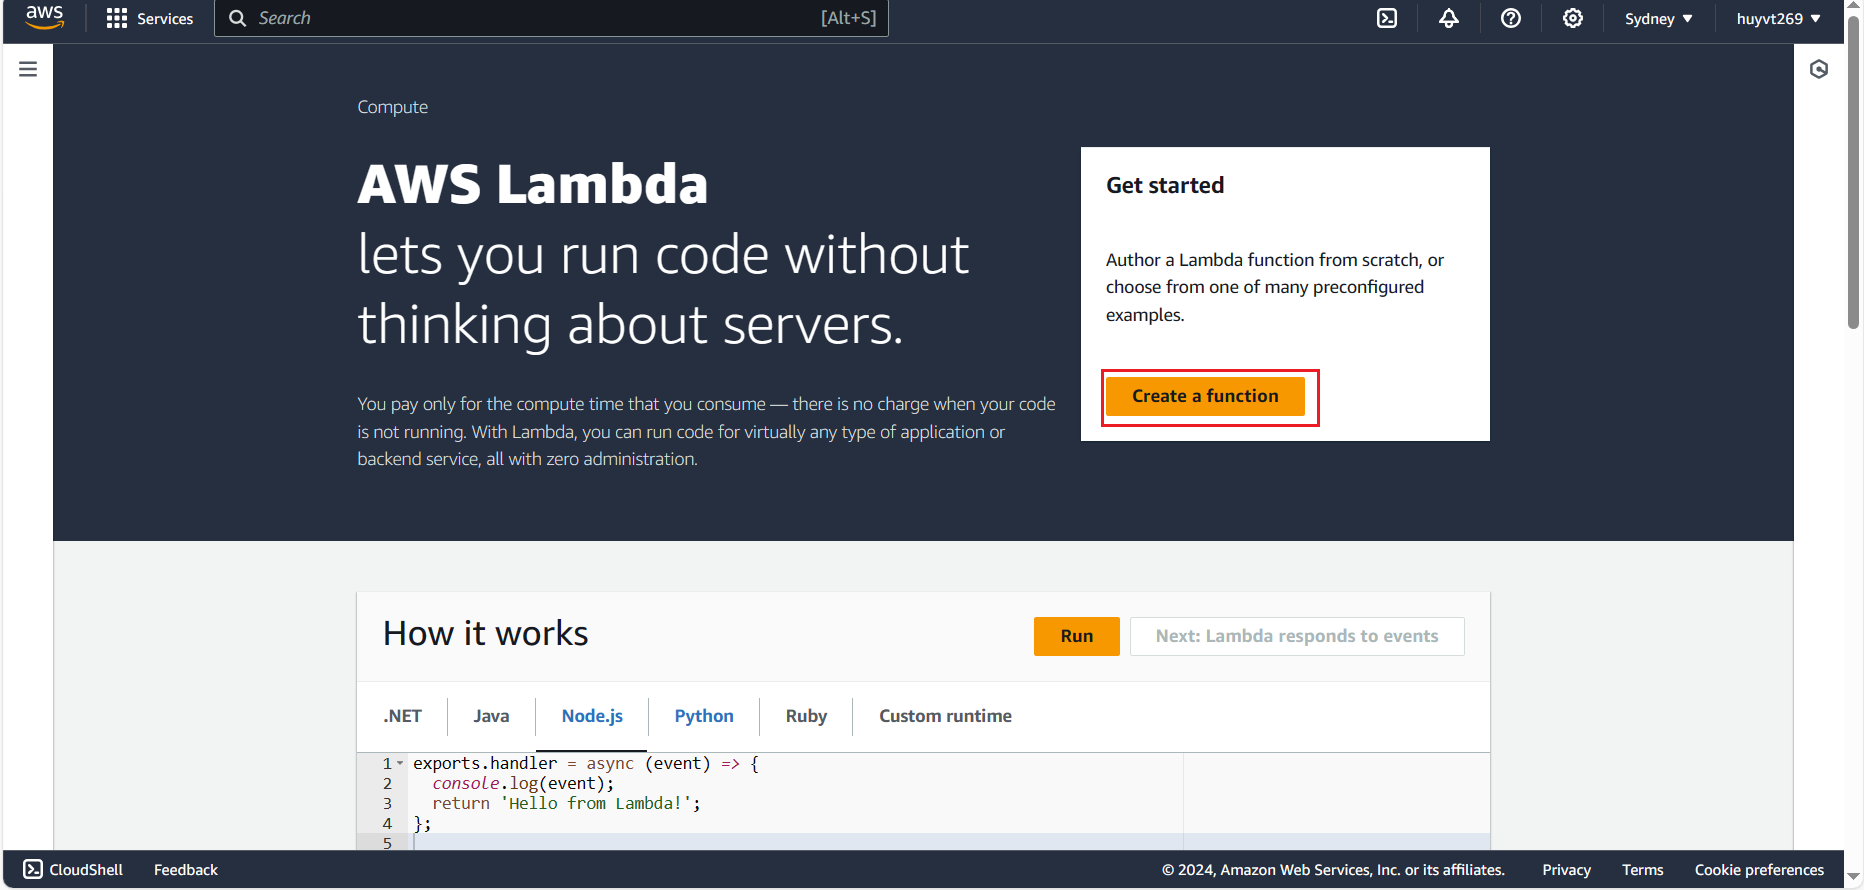 aws
Services
Search
[Alt+S]
Sydney
huyvt269
Compute
AWS Lambda
lets you run code without
thinking about servers.
You pay only for the compute time that you consume — there is no charge when your code
is not running. With Lambda, you can run code for virtually any type of application or
backend service, all with zero administration.
Get started
Author a Lambda function from scratch, or
choose from one of many preconfigured
examples.
Create a function
How it works
Run
Next: Lambda responds to events
.NET
Java
Node.js
Python
Ruby
Custom runtime
1 exports.handler = async (event) => {
2 console.log(event);
3 return 'Hello from Lambda!';
4 };
5
CloudShell
Feedback
© 2024, Amazon Web Services, Inc. or its affiliates.
Privacy
Terms
Cookie preferences